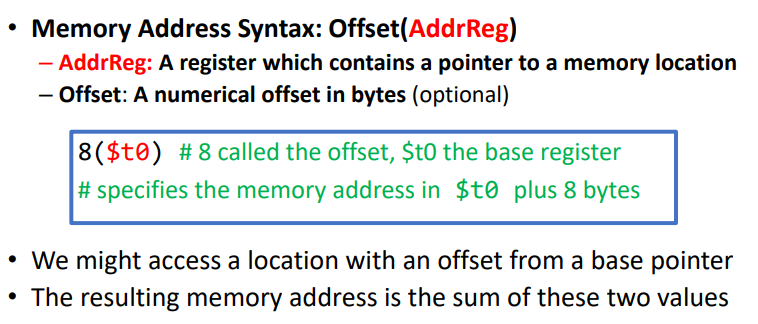 • Memory Address Syntax: Offset(AddrReg)
– AddrReg: A register which contains a pointer to a memory location
– Offset: A numerical offset in bytes (optional)
8($t0) # 8 called the offset, $t0 the base register
# specifies the memory address in $t0 plus 8 bytes
• We might access a location with an offset from a base pointer
• The resulting memory address is the sum of these two values